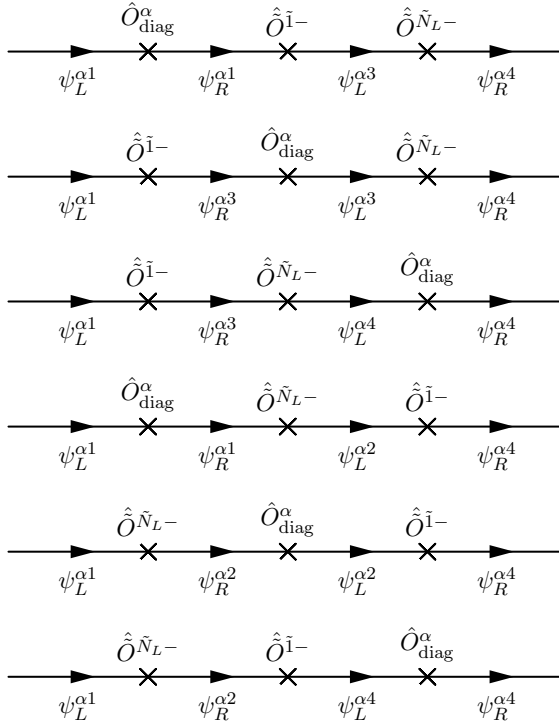 Ô^α_diag Õ̂^1̃− Õ̂^Ñ_L−
ψ_L^α1 ψ_R^α1 ψ_L^α3 ψ_R^α4
Õ̂^1̃− Ô^α_diag Õ̂^Ñ_L−
ψ_L^α1 ψ_R^α3 ψ_L^α3 ψ_R^α4
Õ̂^1̃− Õ̂^Ñ_L− Ô^α_diag
ψ_L^α1 ψ_R^α3 ψ_L^α4 ψ_R^α4
Ô^α_diag Õ̂^Ñ_L− Õ̂^1̃−
ψ_L^α1 ψ_R^α1 ψ_L^α2 ψ_R^α4
Õ̂^Ñ_L− Ô^α_diag Õ̂^1̃−
ψ_L^α1 ψ_R^α2 ψ_L^α2 ψ_R^α4
Õ̂^Ñ_L− Õ̂^1̃− Ô^α_diag
ψ_L^α1 ψ_R^α2 ψ_L^α4 ψ_R^α4